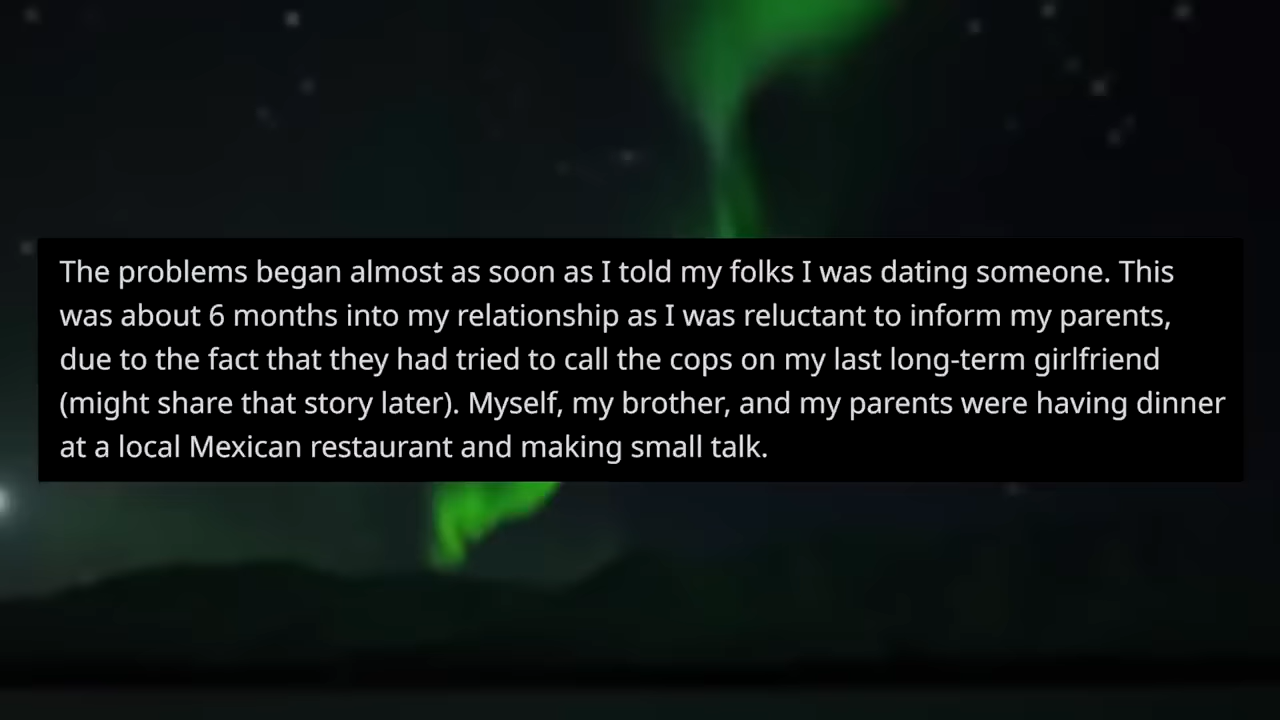 The problems began almost as soon as I told my folks I was dating someone. This
was about 6 months into my relationship as I was reluctant to inform my parents,
due to the fact that they had tried to call the cops on my last long-term girlfriend
(might share that story later). Myself, my brother, and my parents were having dinner
at a local Mexican restaurant and making small talk.